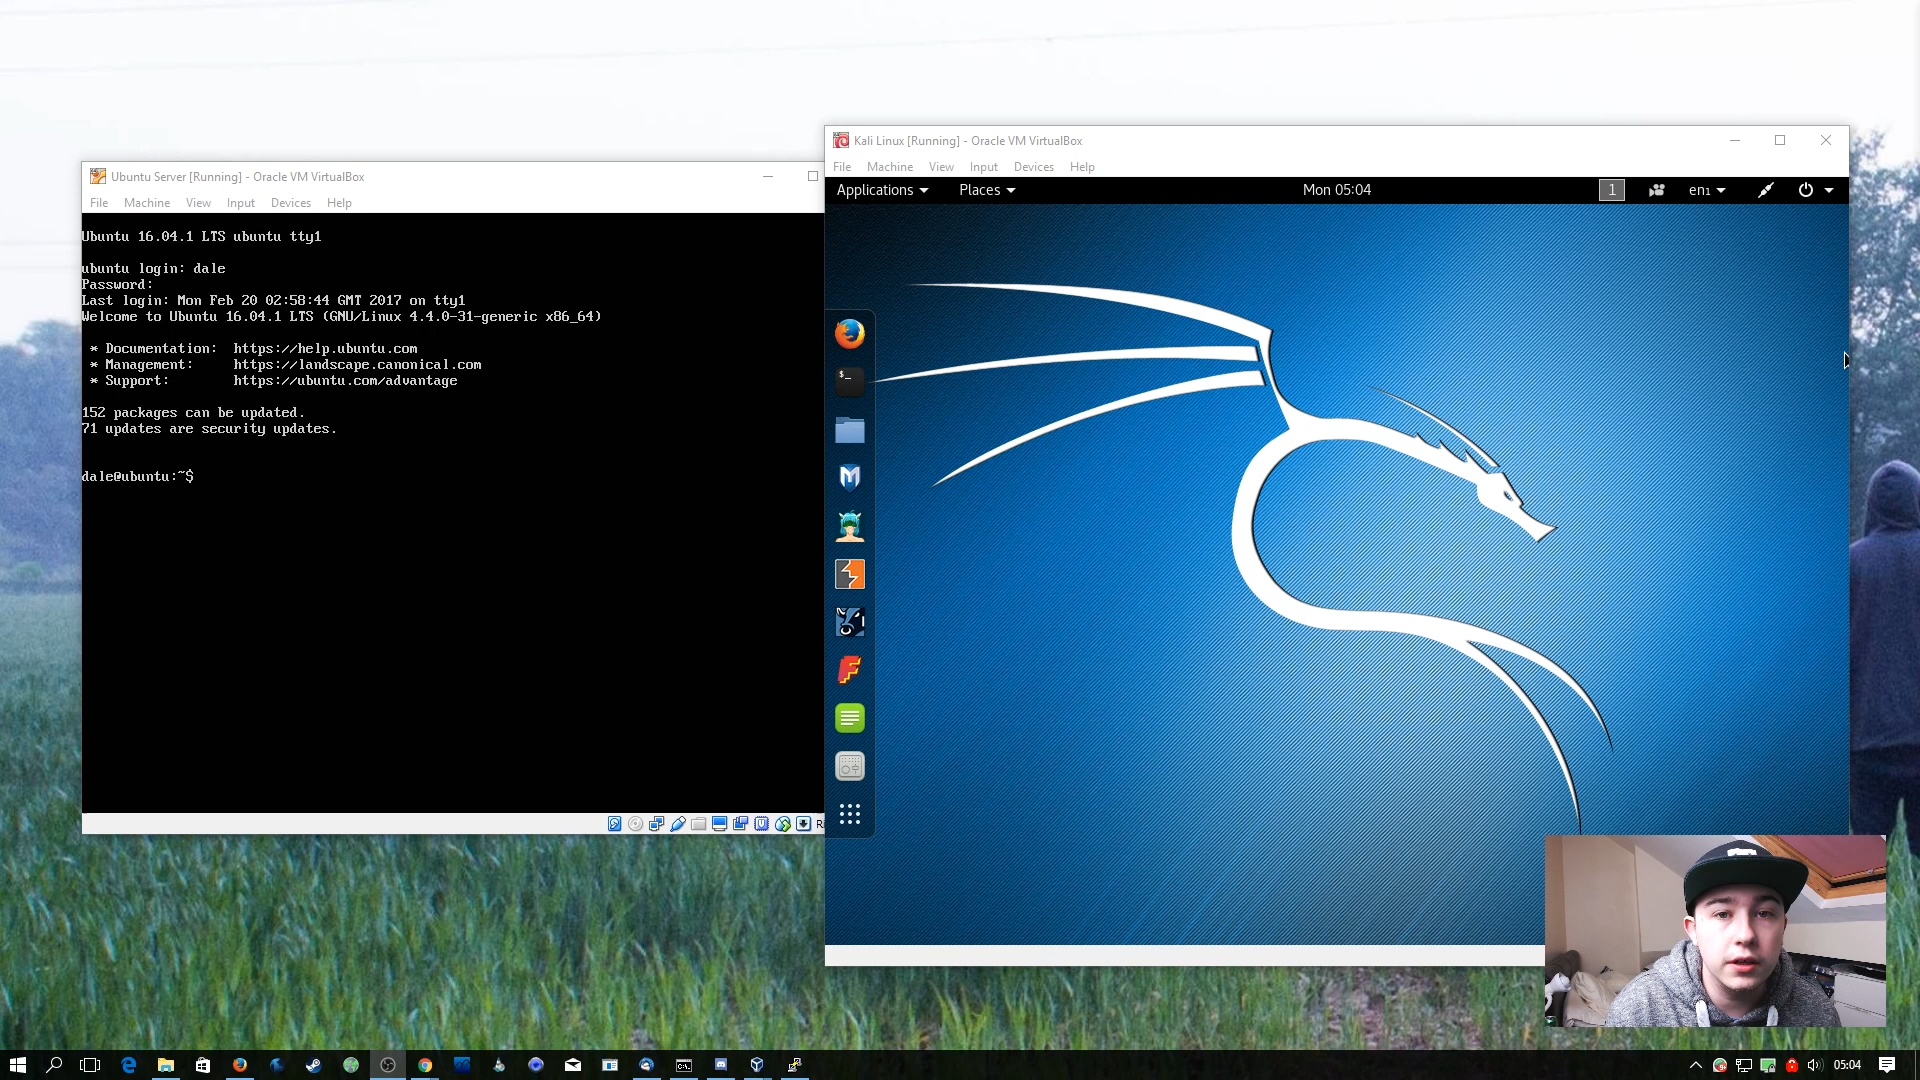 Ubuntu Server [Running] - Oracle VM VirtualBox
File Machine View Input Devices Help
Ubuntu 16.04.1 LTS ubuntu tty1
ubuntu login: dale
Password:
Last login: Mon Feb 20 02:58:44 GMT 2017 on tty1
Welcome to Ubuntu 16.04.1 LTS (GNU/Linux 4.4.0-31-generic x86_64)
* Documentation: https://help.ubuntu.com
* Management: https://landscape.canonical.com
* Support: https://ubuntu.com/advantage
152 packages can be updated.
71 updates are security updates.
dale@ubuntu:~$
Kali Linux [Running] - Oracle VM VirtualBox
File Machine View Input Devices Help
Applications Places Mon 05:04 1 en1
$_
05:04